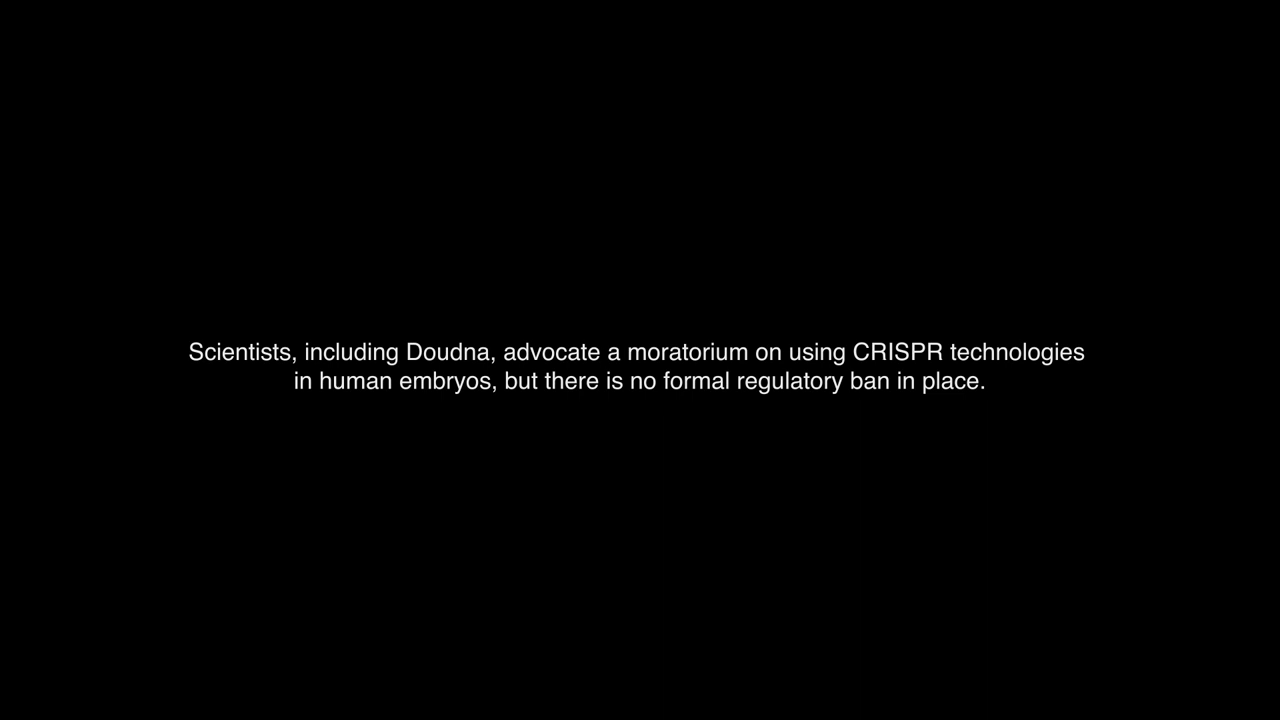 Scientists, including Doudna, advocate a moratorium on using CRISPR technologies
in human embryos, but there is no formal regulatory ban in place.